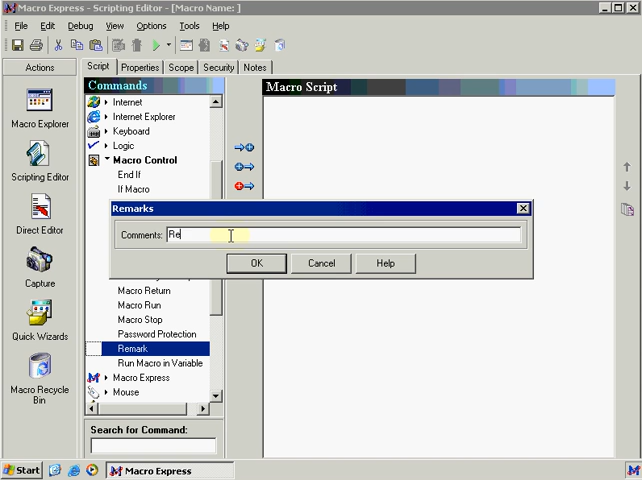 Macro Express - Scripting Editor - [Macro Name: ]
File Edit Debug View Options Tools Help
Actions
Macro Explorer
Scripting Editor
Direct Editor
Capture
Quick Wizards
Macro Recycle
Bin
Script Properties Scope Security Notes
Commands
Internet
Internet Explorer
Keyboard
Logic
Macro Control
End If
If Macro
Macro Return
Macro Run
Macro Stop
Password Protection
Remark
Run Macro in Variable
Macro Express
Mouse
Search for Command:
Macro Script
Remarks
Comments: Re
OK Cancel Help
Start Macro Express